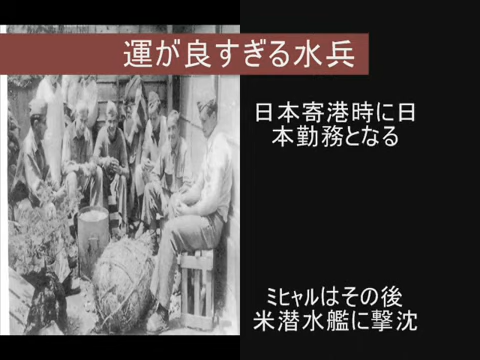 運が良すぎる水兵
日本寄港時に日
本勤務となる
ﾐﾋｬﾙはその後
米潜水艦に撃沈